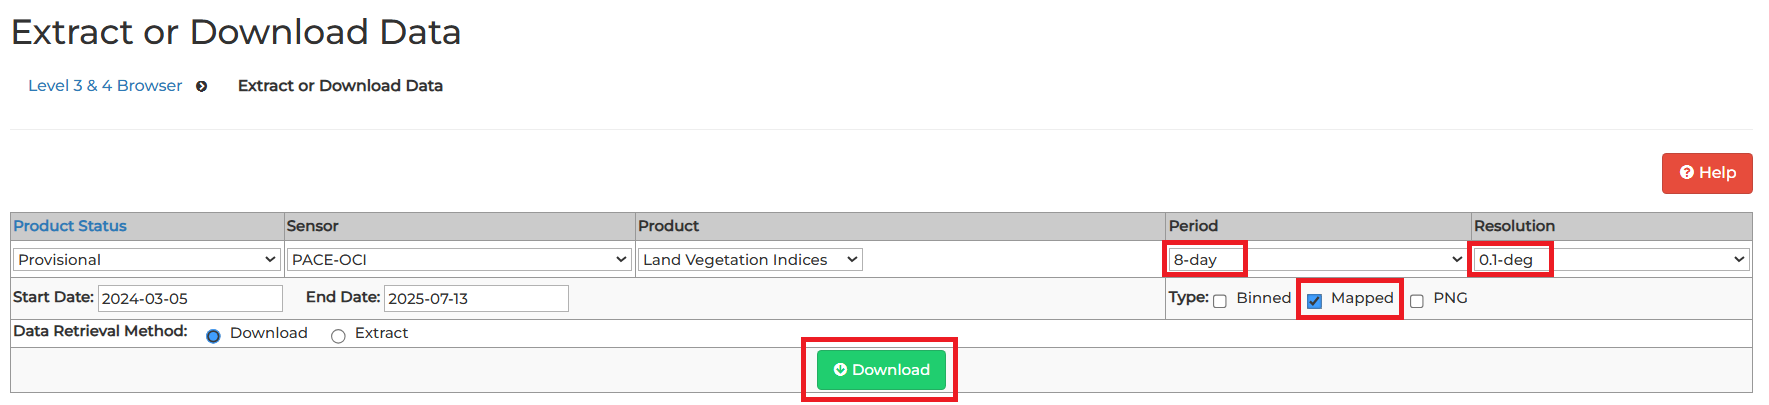 Extract or Download Data
Level 3 & 4 Browser Extract or Download Data
Help
Product Status Sensor Product Period Resolution
Provisional PACE-OCI Land Vegetation Indices 8-day 0.1-deg
Start Date: 2024-03-05 End Date: 2025-07-13 Type: Binned Mapped PNG
Data Retrieval Method: Download Extract
Download